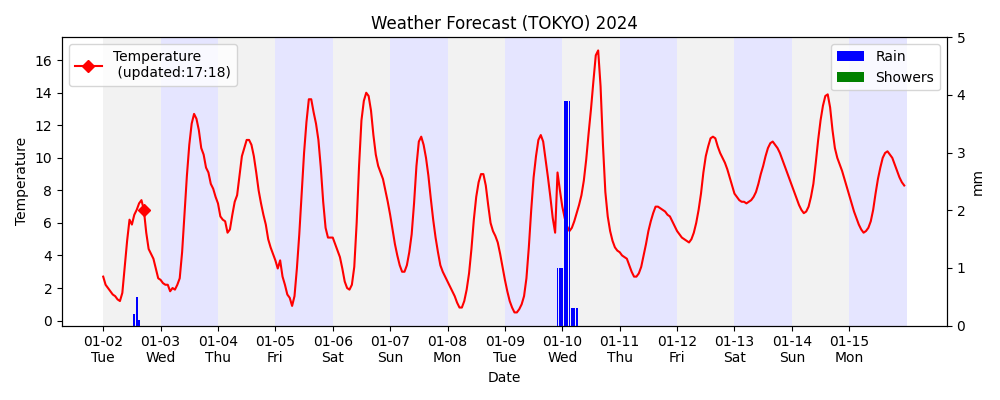 Weather Forecast (TOKYO) 2024
Temperature
(updated:17:18)
Rain
Showers
Temperature
16
14
12
10
8
6
4
2
0
5
4
3
2
1
0
mm
01-02 01-03 01-04 01-05 01-06 01-07 01-08 01-09 01-10 01-11 01-12 01-13 01-14 01-15
Tue Wed Thu Fri Sat Sun Mon Tue Wed Thu Fri Sat Sun Mon
Date